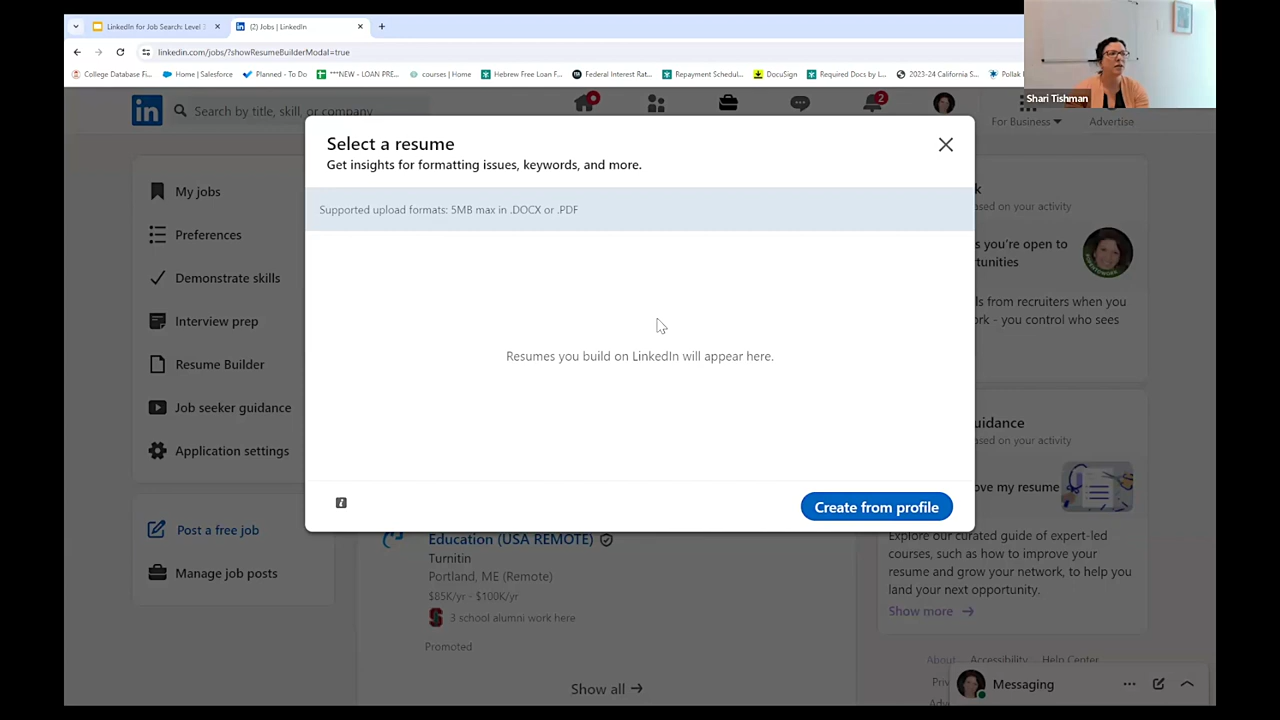 LinkedIn for Job Search: Level
(2) Jobs | LinkedIn
linkedin.com/jobs/?showResumeBuilderModal=true
College Database Fi...
Home | Salesforce
Planned - To Do
***NEW - LOAN PRE...
courses | Home
Hebrew Free Loan F...
Federal Interest Rat...
Repayment Schedul...
DocuSign
Required Docs by L...
2023-24 California S...
Pollak
Shari Tishman
in
Search by title, skill, or company
2
For Business
Advertise
My jobs
Preferences
Demonstrate skills
Interview prep
Resume Builder
Job seeker guidance
Application settings
Post a free job
Manage job posts
Select a resume
Get insights for formatting issues, keywords, and more.
Supported upload formats: 5MB max in .DOCX or .PDF
Resumes you build on LinkedIn will appear here.
Create from profile
Education (USA REMOTE)
Turnitin
Portland, ME (Remote)
$85K/yr - $100K/yr
3 school alumni work here
Promoted
Show all →
k
ased on your activity
s you're open to
rtunities
ls from recruiters when you
rk - you control who sees
uidance
ased on your activity
ove my resume
Explore our curated guide of expert-led
courses, such as how to improve your
resume and grow your network, to help you
land your next opportunity.
Show more →
About
Accessibility
Help Center
Messaging